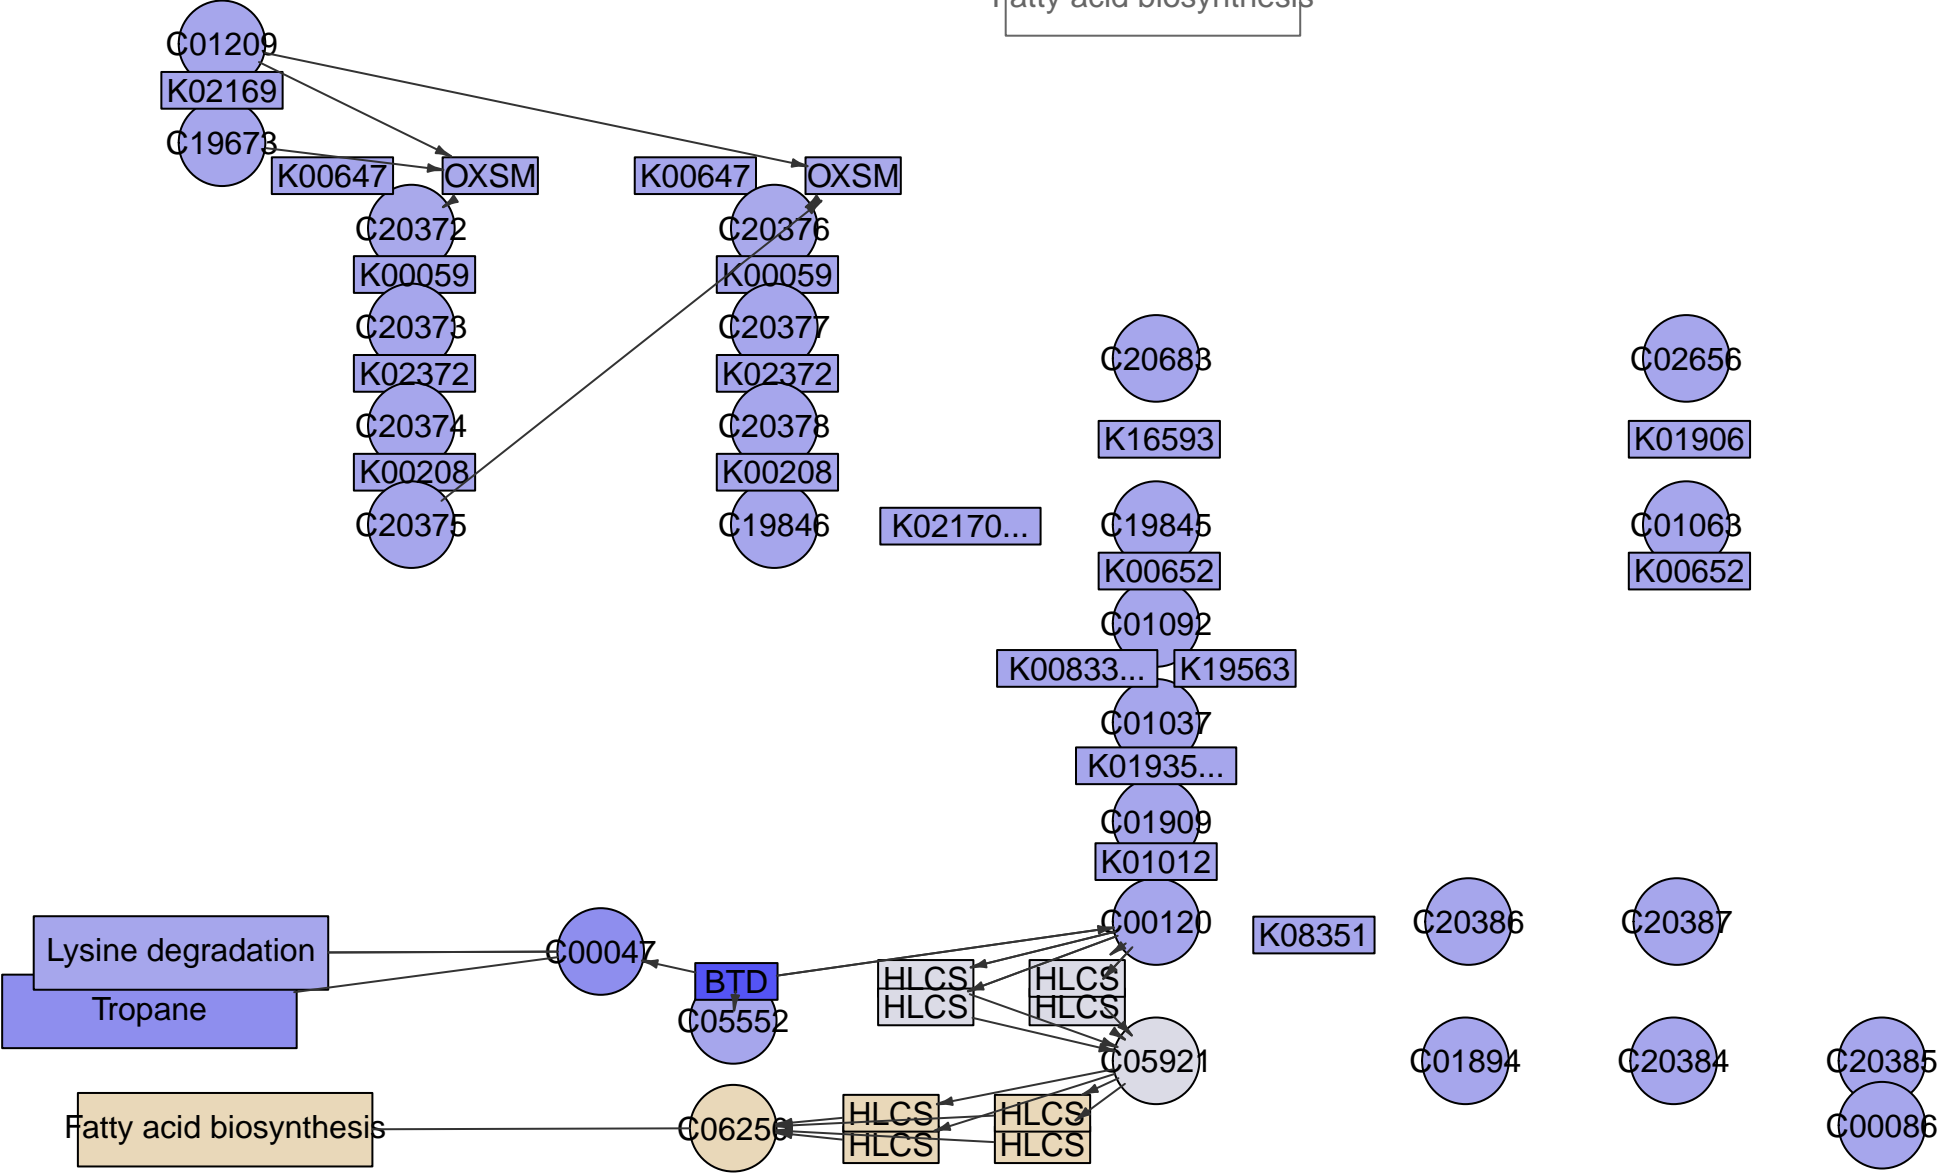 Fatty acid biosynthesis
C01209
K02169
C19673
K00647
OXSM
K00647
OXSM
C20372
C20376
K00059
K00059
C20373
C20377
C20683
C02656
K02372
K02372
C20374
C20378
K16593
K01906
K00208
K00208
C20375
C19846
K02170...
C19845
C01063
K00652
K00652
C01092
K00833...
K19563
C01037
K01935...
C01909
K01012
C00120
K08351
C20386
C20387
Lysine degradation
C00047
BTD
HLCS
HLCS
Tropane
C05552
HLCS
HLCS
C05921
C01894
C20384
C20385
Fatty acid biosynthesis
C06250
HLCS
HLCS
C00086
HLCS
HLCS